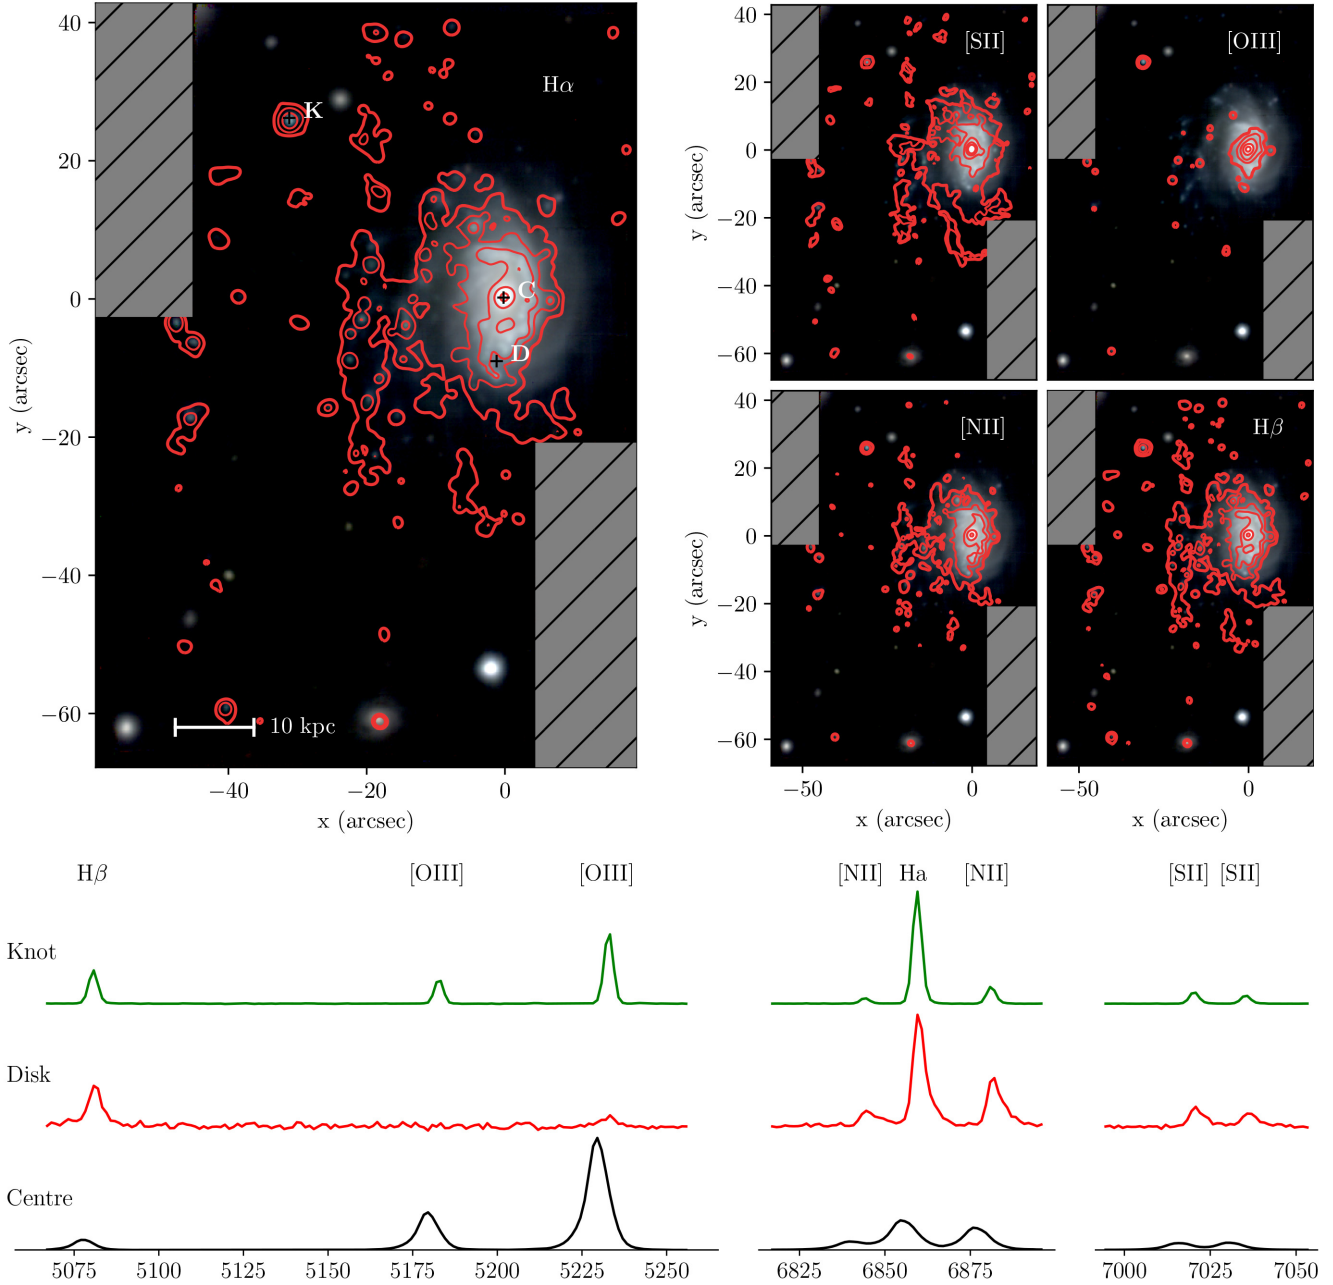 Hα
K
C
D
10 kpc
40
20
0
−20
−40
−60
y (arcsec)
−40
−20
0
x (arcsec)
[SII]
[OIII]
40
20
0
−20
−40
−60
y (arcsec)
[NII]
Hβ
40
20
0
−20
−40
−60
y (arcsec)
−50
0
x (arcsec)
−50
0
x (arcsec)
Hβ [OIII] [OIII] [NII] Ha [NII] [SII] [SII]
Knot
Disk
Centre
5075 5100 5125 5150 5175 5200 5225 5250 6825 6850 6875 7000 7025 7050